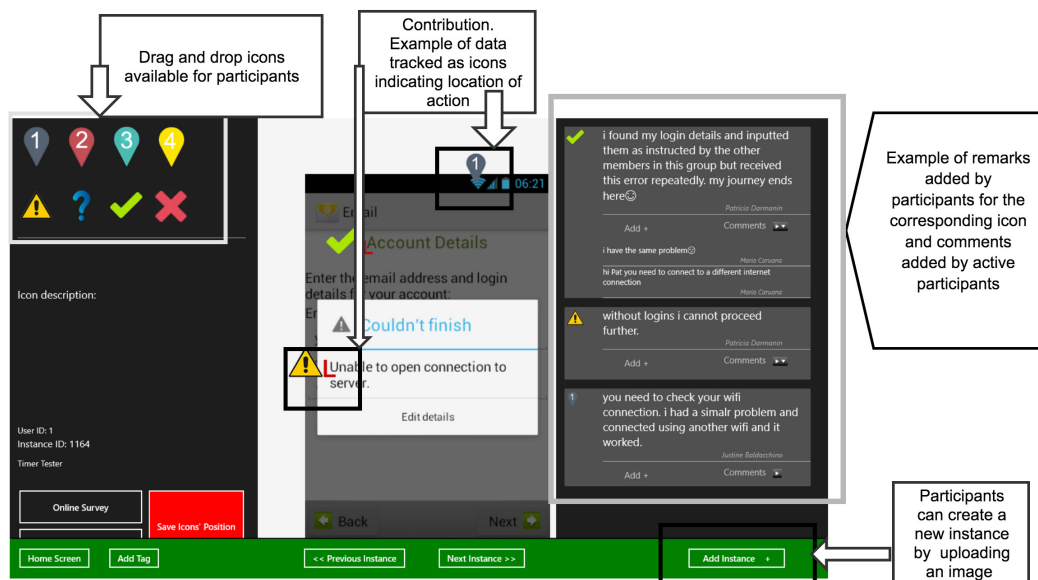 Drag and drop icons
available for participants
Contribution.
Example of data
tracked as icons
indicating location of
action
1
2
3
4
Icon description:
User ID: 1
Instance ID: 1164
Timer Tester
Online Survey
Save Icons' Position
1
06:21
Email
Account Details
Enter the email address and login
details for your account:
Couldn't finish
Unable to open connection to
server.
Edit details
Back
Next
i found my login details and inputted
them as instructed by the other
members in this group but received
this error repeatedly. my journey ends
here☺
Patricia Darmanin
Add +
Comments
i have the same problem☹
Maria Caruana
hi Pat you need to connect to a different internet
connection
Maria Caruana
without logins i cannot proceed
further.
Patricia Darmanin
Add +
Comments
1
you need to check your wifi
connection. i had a simalr problem and
connected using another wifi and it
worked.
Justine Baldacchino
Add +
Comments
Example of remarks
added by
participants for the
corresponding icon
and comments
added by active
participants
Participants
can create a
new instance
by uploading
an image
Home Screen
Add Tag
<< Previous Instance
Next Instance >>
Add Instance +